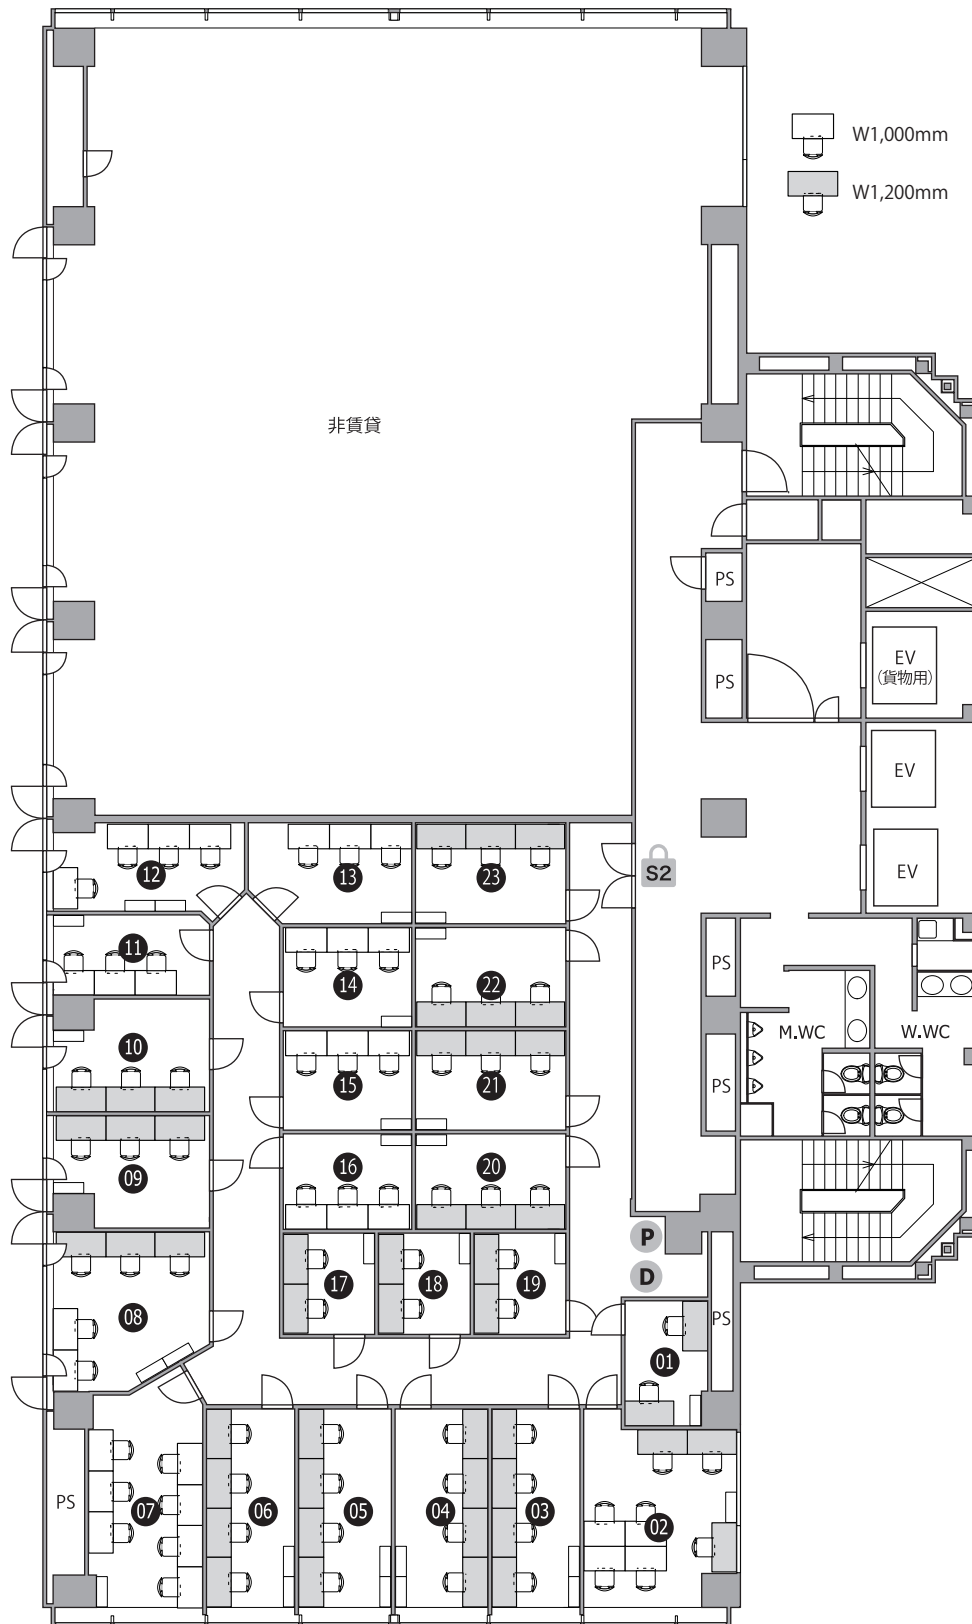 W1,000mm
W1,200mm
非賃貸
PS
EV
(貨物用)
PS
EV
12
13
23
S2
EV
11
14
22
PS
M.WC
W.WC
10
15
21
PS
09
16
20
P
D
17
18
19
08
01
PS
PS
07
06
05
04
03
02